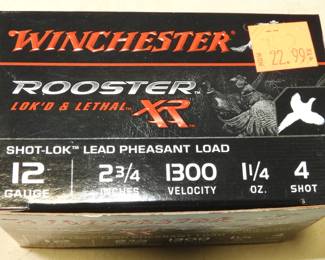 WINCHESTER
22.99
ROOSTER
LOK'D & LETHAL™ XR
SHOT-LOK™ LEAD PHEASANT LOAD
12 2 3/4 1300 1 1/4 4
GAUGE INCHES VELOCITY OZ. SHOT